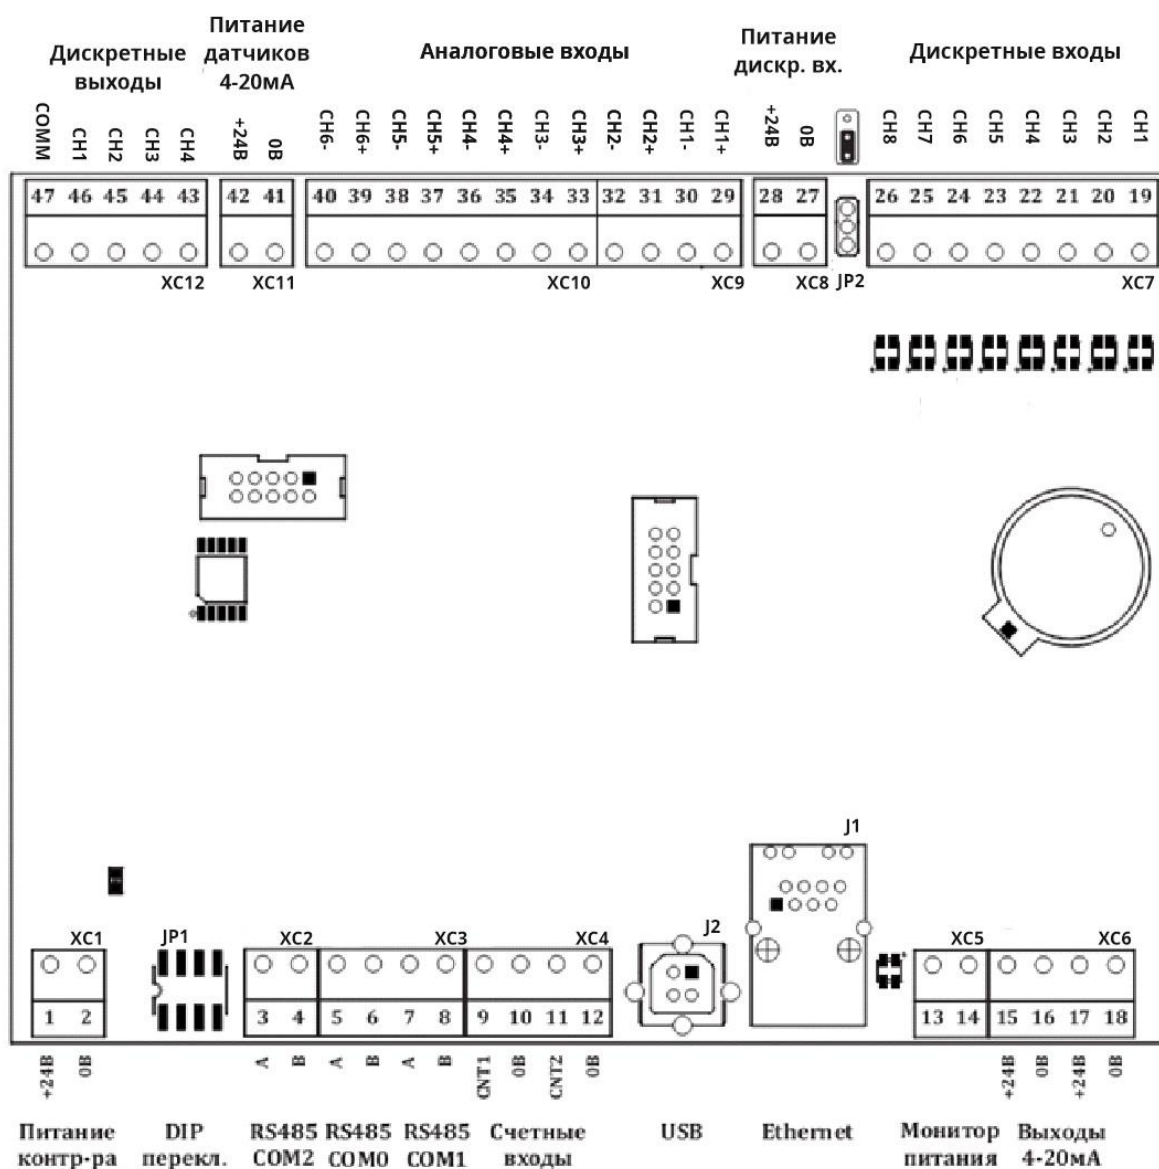 Дискретные выходы
Питание датчиков 4-20мА
Аналоговые входы
Питание дискр. вх.
Дискретные входы
COMM CH1 CH2 CH3 CH4
+24В 0В
CH6- CH6+ CH5- CH5+ CH4- CH4+ CH3- CH3+ CH2- CH2+ CH1- CH1+
+24В 0В
CH8 CH7 CH6 CH5 CH4 CH3 CH2 CH1
47 46 45 44 43
42 41
40 39 38 37 36 35 34 33 32 31 30 29
28 27
26 25 24 23 22 21 20 19
XC12 XC11 XC10 XC9 XC8 JP2 XC7
J1
XC1 JP1 XC2 XC3 XC4 J2 XC5 XC6
1 2 3 4 5 6 7 8 9 10 11 12 13 14 15 16 17 18
+24В 0В A B A B A B CNT1 0В CNT2 0В +24В 0В +24В 0В
Питание контр-ра
DIP перекл.
RS485 COM2
RS485 COM0
RS485 COM1
Счетные входы
USB
Ethernet
Монитор питания
Выходы 4-20мА